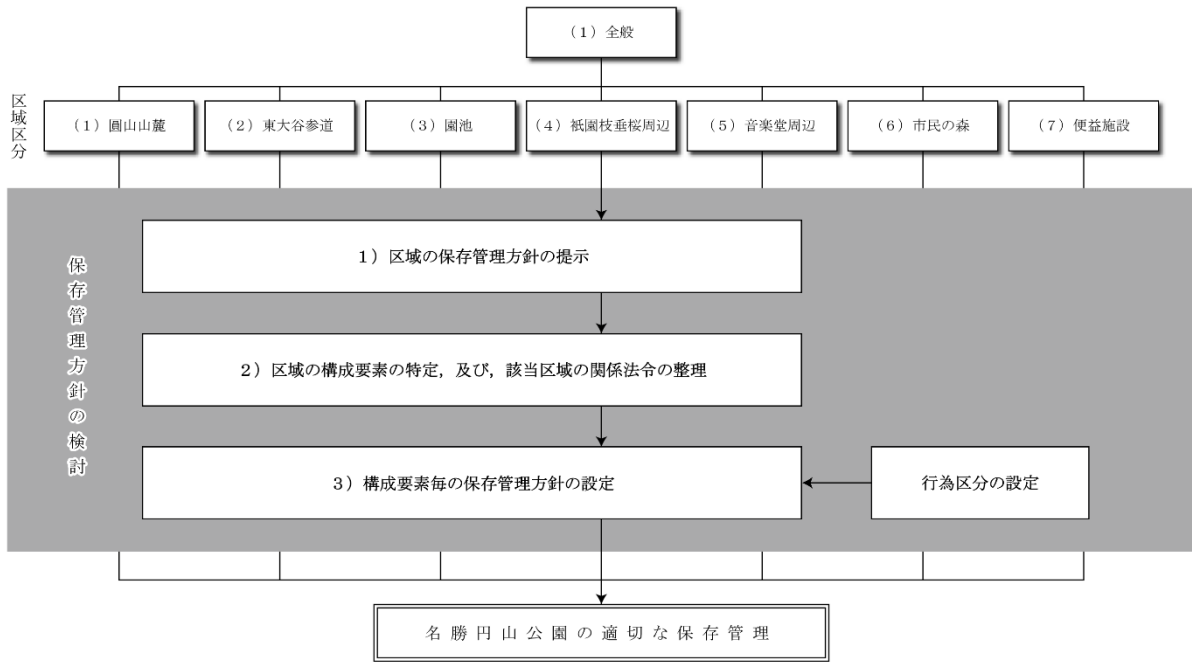 （１）全般
区域区分
（１）圓山山麓
（２）東大谷参道
（３）園池
（４）祇園枝垂桜周辺
（５）音楽堂周辺
（６）市民の森
（７）便益施設
保存管理方針の検討
１）区域の保存管理方針の提示
２）区域の構成要素の特定，及び，該当区域の関係法令の整理
３）構成要素毎の保存管理方針の設定
行為区分の設定
名勝円山公園の適切な保存管理